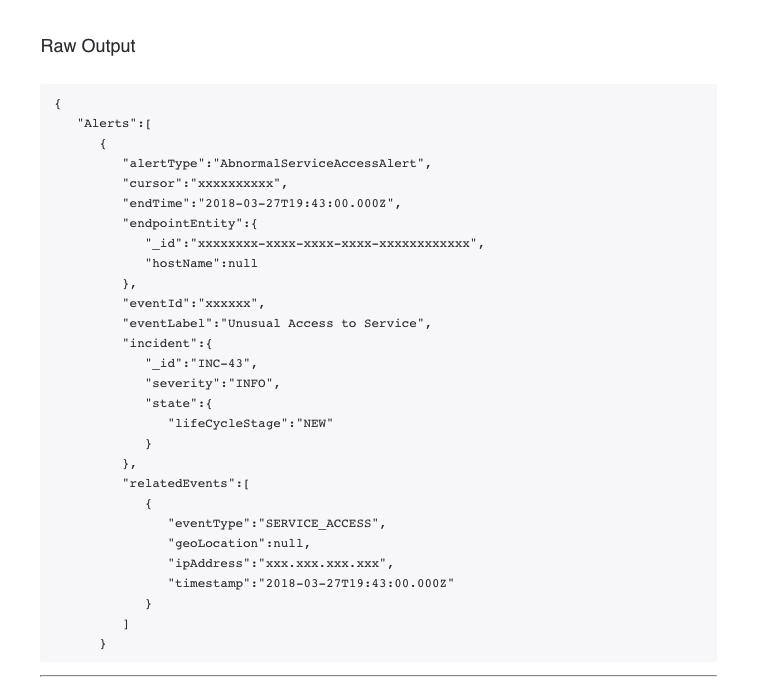 Raw Output
{
"Alerts":[
{
"alertType":"AbnormalServiceAccessAlert",
"cursor":"xxxxxxxxxx",
"endTime":"2018-03-27T19:43:00.000Z",
"endpointEntity":{
"_id":"xxxxxxxx-xxxx-xxxx-xxxx-xxxxxxxxxxxx",
"hostName":null
},
"eventId":"xxxxxx",
"eventLabel":"Unusual Access to Service",
"incident":{
"_id":"INC-43",
"severity":"INFO",
"state":{
"lifeCycleStage":"NEW"
}
},
"relatedEvents":[
{
"eventType":"SERVICE_ACCESS",
"geoLocation":null,
"ipAddress":"xxx.xxx.xxx.xxx",
"timestamp":"2018-03-27T19:43:00.000Z"
}
]
}